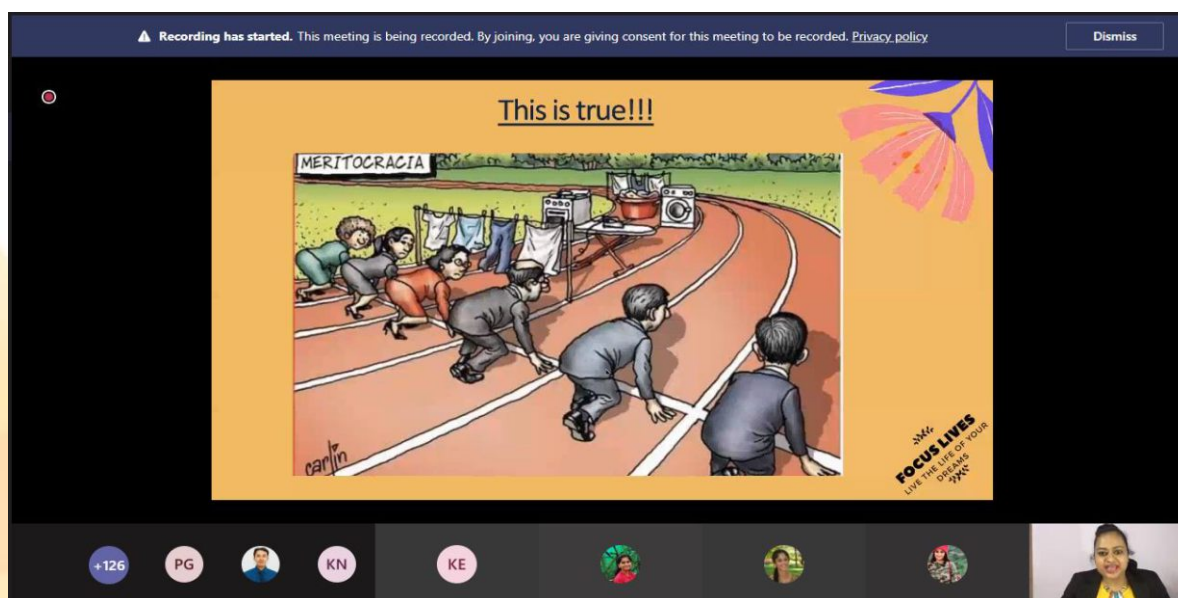 Recording has started. This meeting is being recorded. By joining, you are giving consent for this meeting to be recorded. Privacy policy
Dismiss
This is true!!!
MERITOCRACIA
carlin
FOCUS LIVES
LIVE THE LIFE OF YOUR
DREAMS
+126
PG
KN
KE